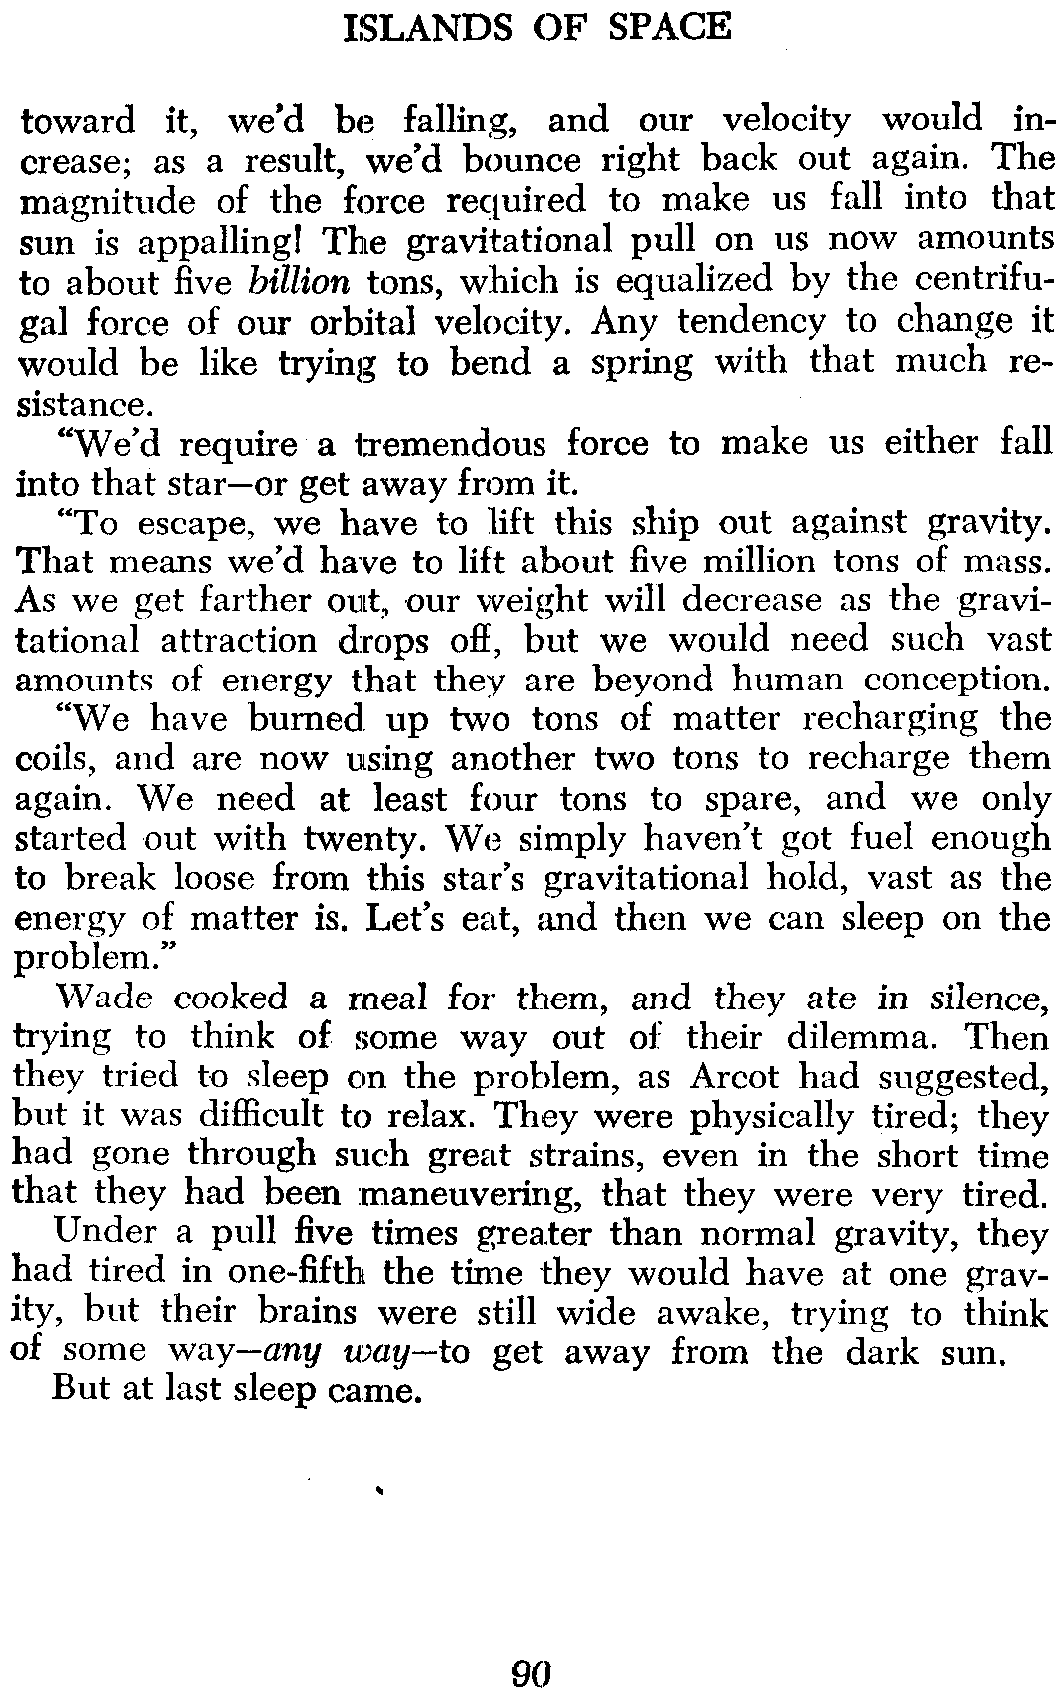 ISLANDS OF SPACE
toward it, we'd be falling, and our velocity would in-
crease; as a result, we'd bounce right back out again. The
magnitude of the force required to make us fall into that
sun is appalling! The gravitational pull on us now amounts
to about five billion tons, which is equalized by the centrifu-
gal force of our orbital velocity. Any tendency to change it
would be like trying to bend a spring with that much re-
sistance.
"We'd require a tremendous force to make us either fall
into that star—or get away from it.
"To escape, we have to lift this ship out against gravity.
That means we'd have to lift about five million tons of mass.
As we get farther out, our weight will decrease as the gravi-
tational attraction drops off, but we would need such vast
amounts of energy that they are beyond human conception.
"We have burned up two tons of matter recharging the
coils, and are now using another two tons to recharge them
again. We need at least four tons to spare, and we only
started out with twenty. We simply haven't got fuel enough
to break loose from this star's gravitational hold, vast as the
energy of matter is. Let's eat, and then we can sleep on the
problem."
Wade cooked a meal for them, and they ate in silence,
trying to think of some way out of their dilemma. Then
they tried to sleep on the problem, as Arcot had suggested,
but it was difficult to relax. They were physically tired; they
had gone through such great strains, even in the short time
that they had been maneuvering, that they were very tired.
Under a pull five times greater than normal gravity, they
had tired in one-fifth the time they would have at one grav-
ity, but their brains were still wide awake, trying to think
of some way—any way—to get away from the dark sun.
But at last sleep came.
90